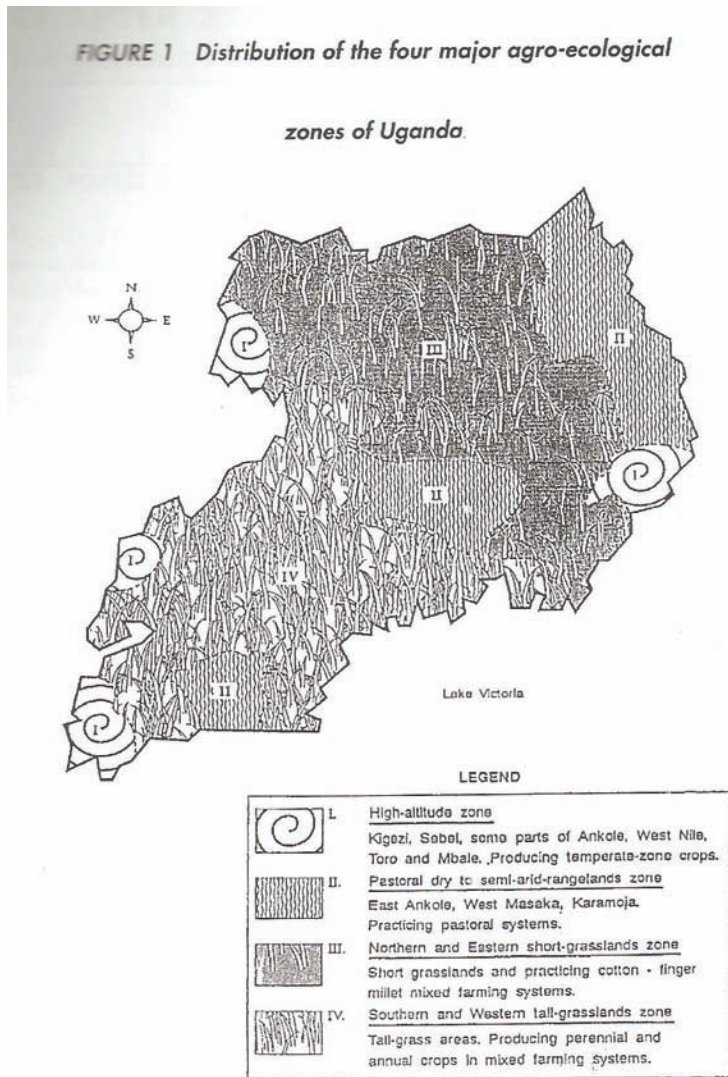 FIGURE 1 Distribution of the four major agro-ecological
zones of Uganda.
N
W E
S
I
III
II
I
II
I
IV
II
I
Lake Victoria
LEGEND
I. High-altitude zone
Kigezi, Sebei, some parts of Ankole, West Nile,
Toro and Mbale. Producing temperate-zone crops.
II. Pastoral dry to semi-arid-rangelands zone
East Ankole, West Masaka, Karamoja.
Practicing pastoral systems.
III. Northern and Eastern short-grasslands zone
Short grasslands and practicing cotton - finger
millet mixed farming systems.
IV. Southern and Western tall-grasslands zone
Tall-grass areas. Producing perennial and
annual crops in mixed farming systems.